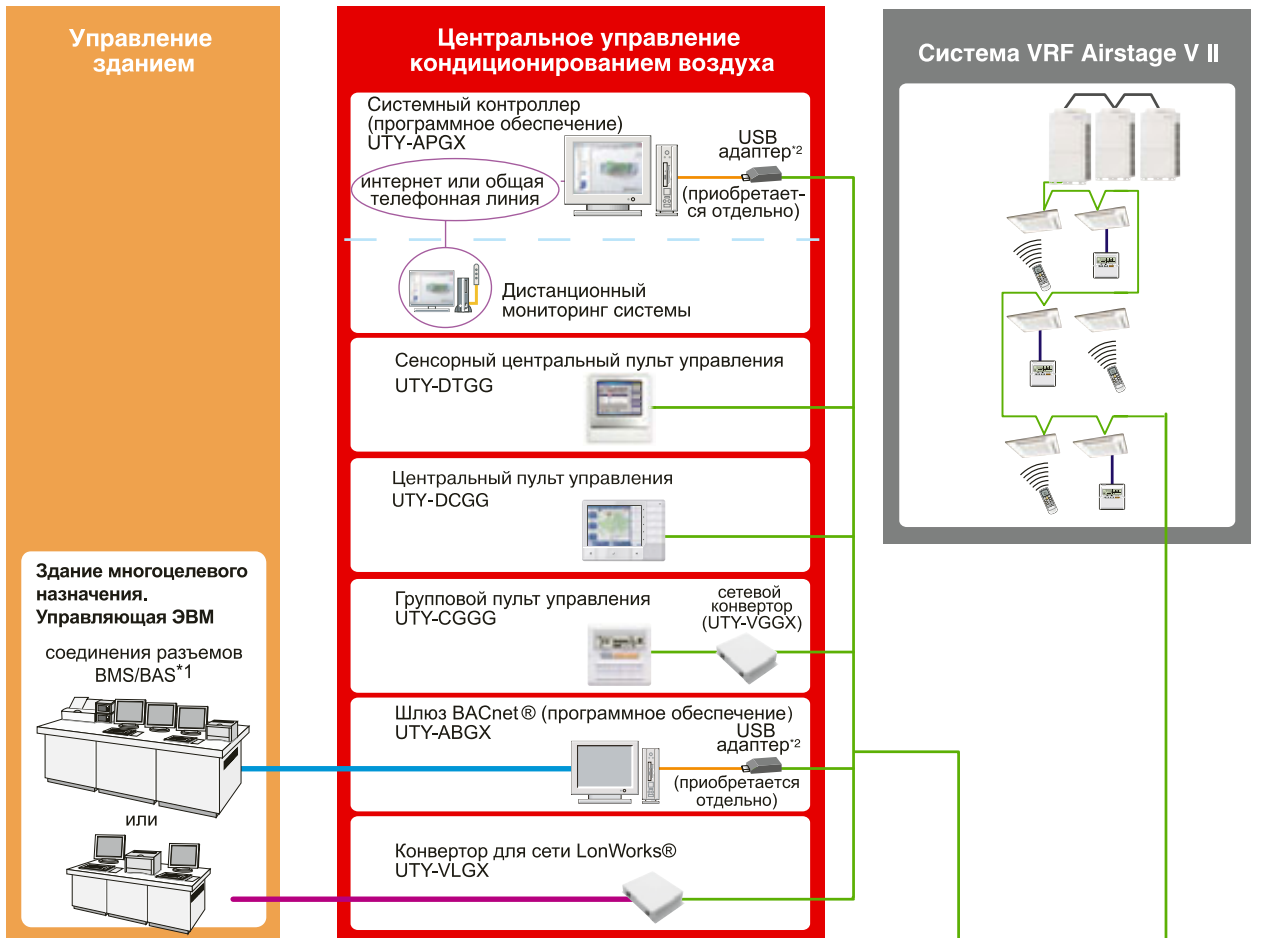 Управление
зданием
Здание многоцелевого
назначения.
Управляющая ЭВМ
соединения разъемов
BMS/BAS*1
или
Центральное управление
кондиционированием воздуха
Системный контроллер
(программное обеспечение)
UTY-APGX
интернет или общая
телефонная линия
USB
адаптер*2
(приобретает-
ся отдельно)
Дистанционный
мониторинг системы
Сенсорный центральный пульт управления
UTY-DTGG
Центральный пульт управления
UTY-DCGG
Групповой пульт управления
UTY-CGGG
сетевой
конвертор
(UTY-VGGX)
Шлюз BACnet® (программное обеспечение)
UTY-ABGX
USB
адаптер*2
(приобретается
отдельно)
Конвертор для сети LonWorks®
UTY-VLGX
Система VRF Airstage V II